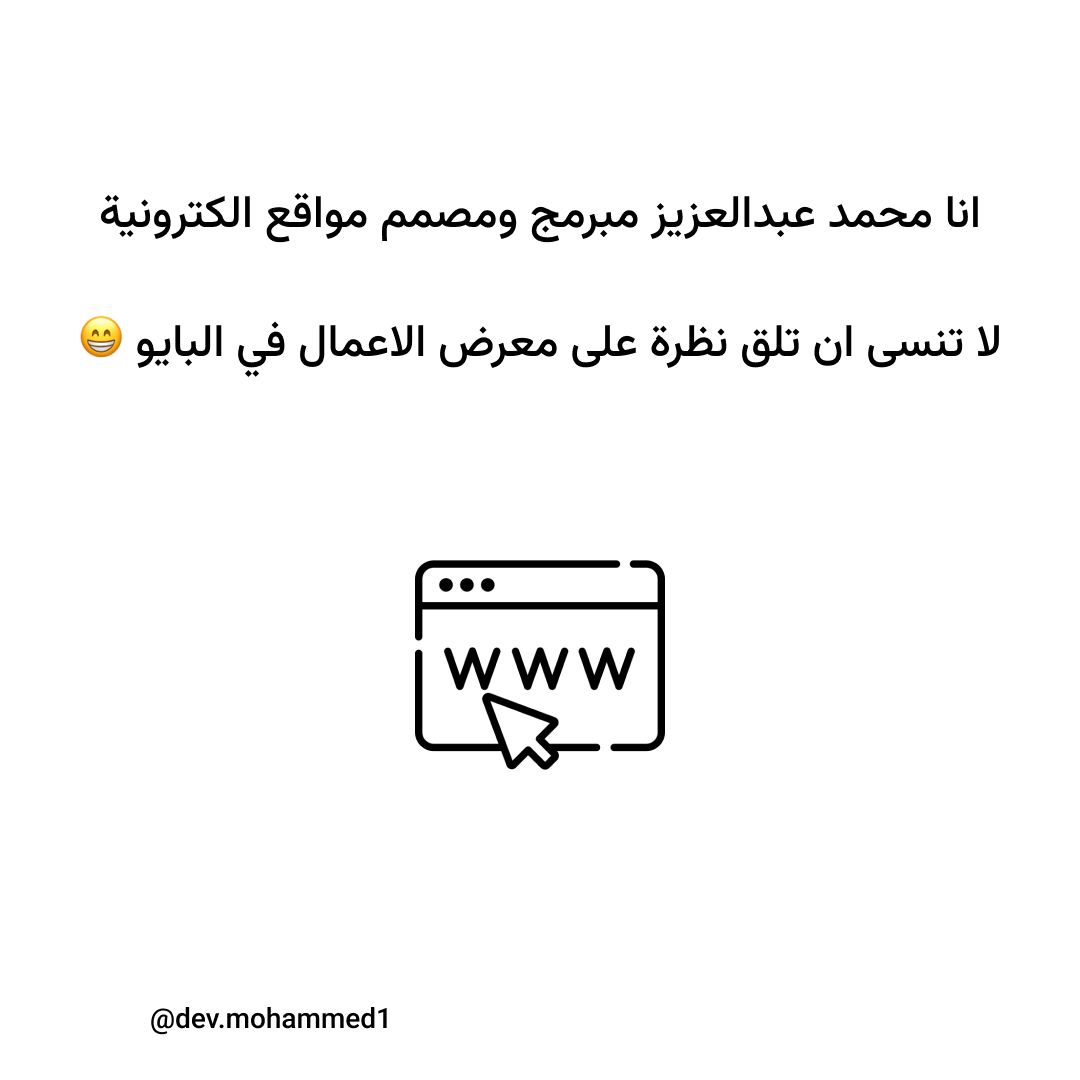 انا محمد عبدالعزيز مبرمج ومصمم مواقع الكترونية
لا تنسى ان تلق نظرة على معرض الاعمال في البايو 😁
www
@dev.mohammed1